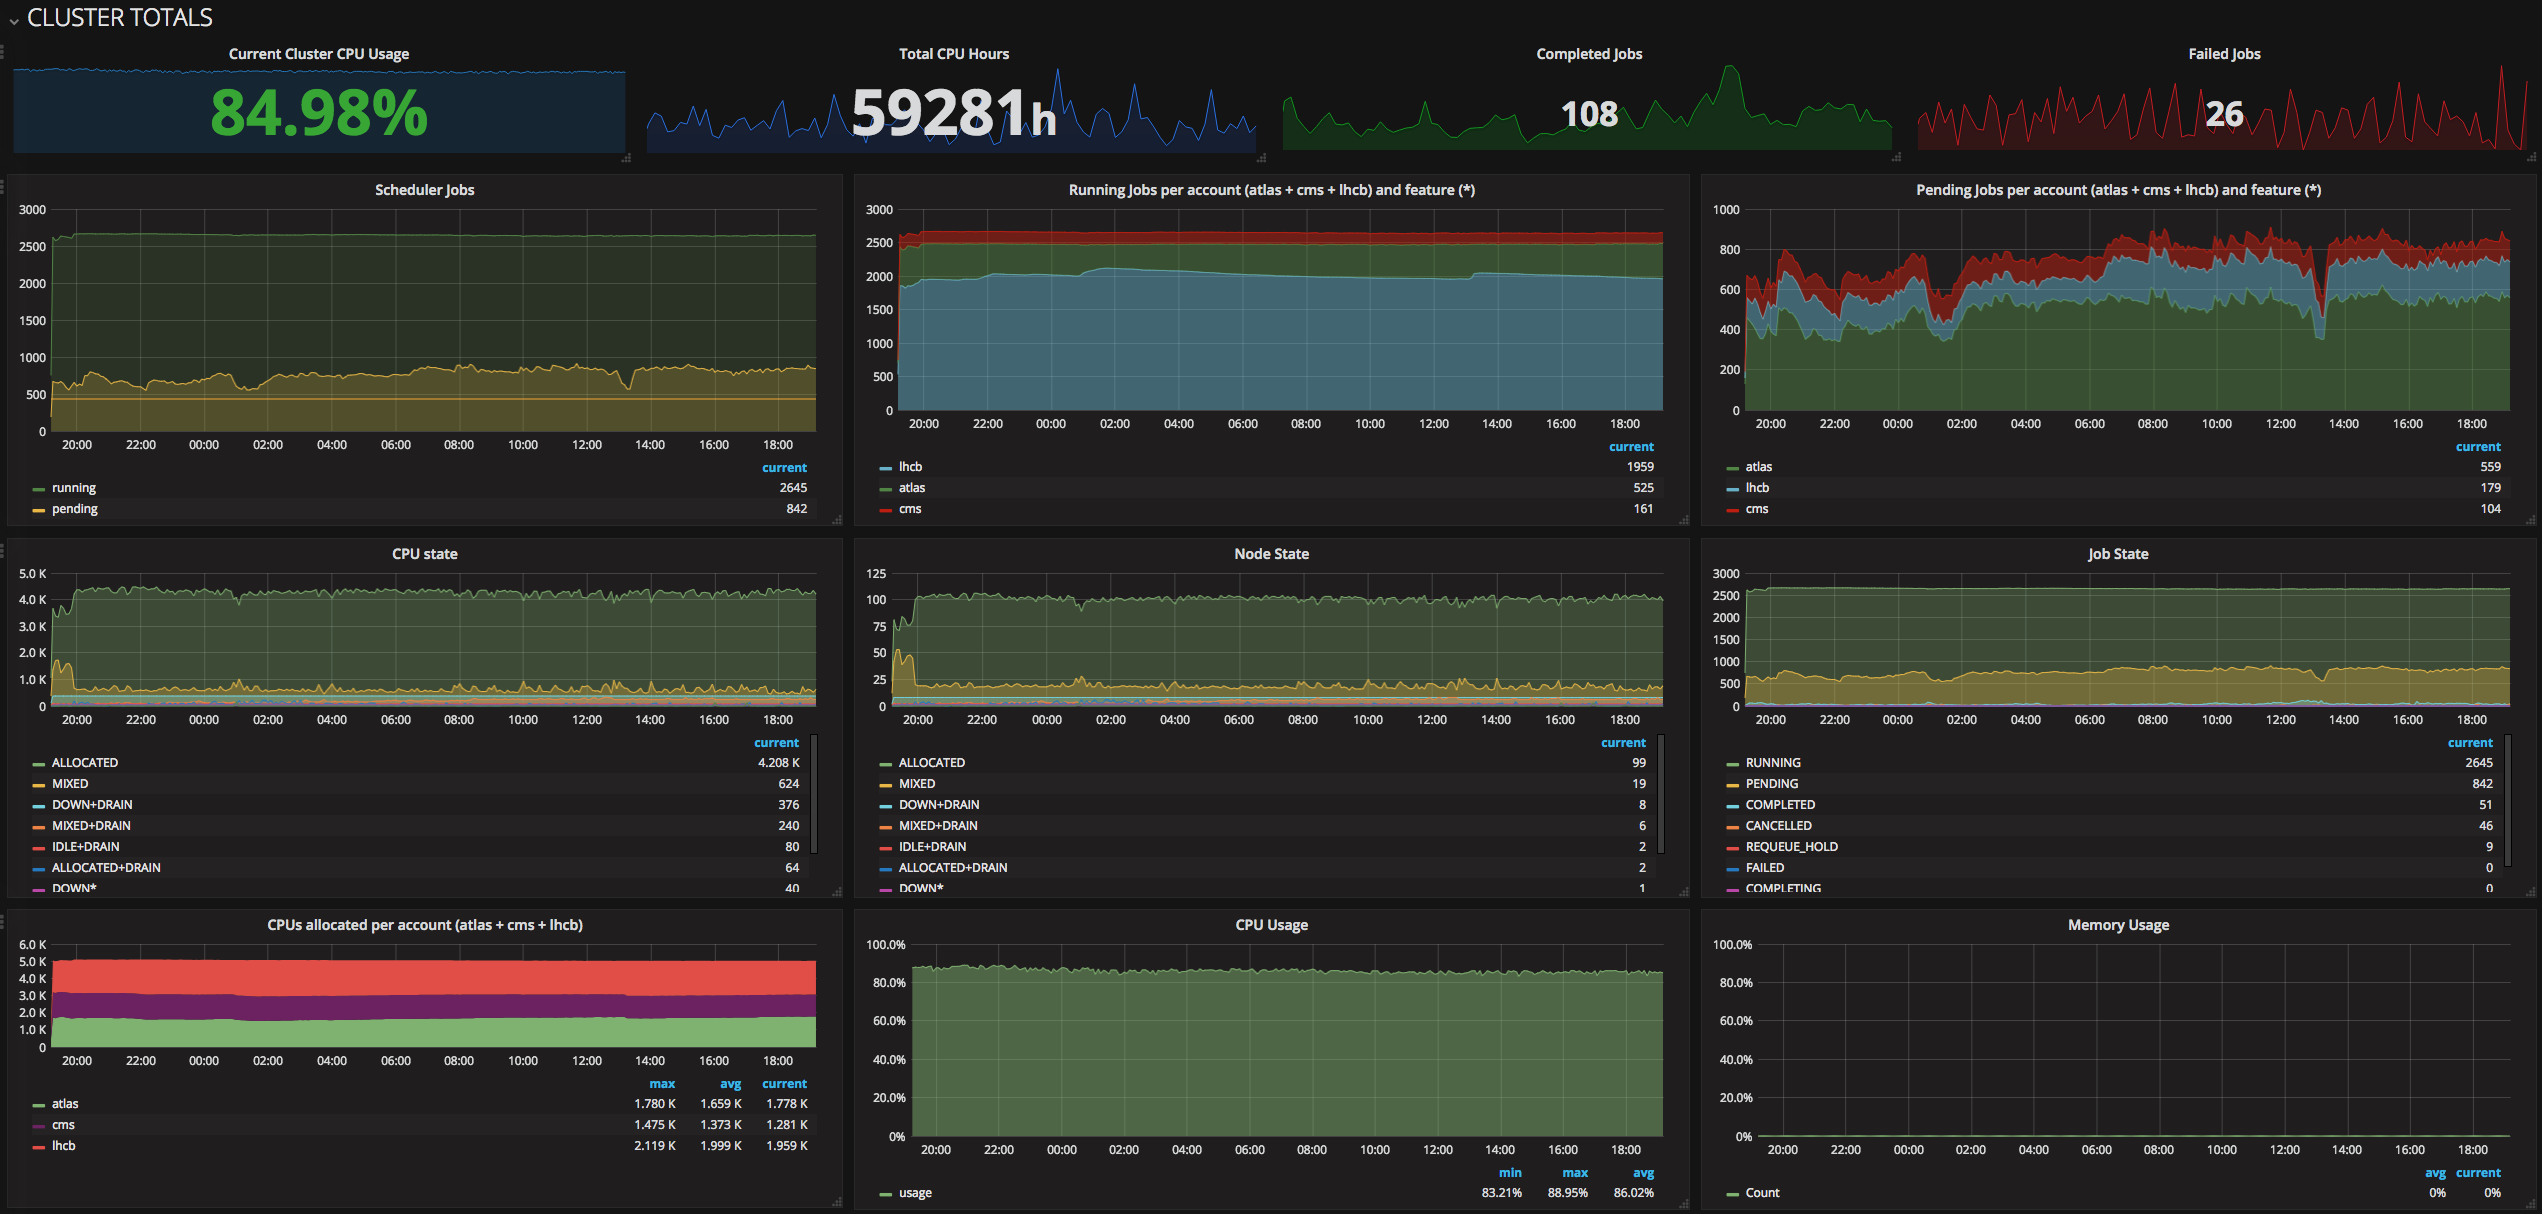 CLUSTER TOTALS
Current Cluster CPU Usage
84.98%
Total CPU Hours
59281h
Completed Jobs
108
Failed Jobs
26
Scheduler Jobs
3000
2500
2000
1500
1000
500
0
20:00 22:00 00:00 02:00 04:00 06:00 08:00 10:00 12:00 14:00 16:00 18:00
current
running 2645
pending 842
Running Jobs per account (atlas + cms + lhcb) and feature (*)
3000
2500
2000
1500
1000
500
0
20:00 22:00 00:00 02:00 04:00 06:00 08:00 10:00 12:00 14:00 16:00 18:00
current
lhcb 1959
atlas 525
cms 161
Pending Jobs per account (atlas + cms + lhcb) and feature (*)
1000
800
600
400
200
0
20:00 22:00 00:00 02:00 04:00 06:00 08:00 10:00 12:00 14:00 16:00 18:00
current
atlas 559
lhcb 179
cms 104
CPU state
5.0 K
4.0 K
3.0 K
2.0 K
1.0 K
0
20:00 22:00 00:00 02:00 04:00 06:00 08:00 10:00 12:00 14:00 16:00 18:00
current
ALLOCATED 4.208 K
MIXED 624
DOWN+DRAIN 376
MIXED+DRAIN 240
IDLE+DRAIN 80
ALLOCATED+DRAIN 64
DOWN* 40
Node State
125
100
75
50
25
0
20:00 22:00 00:00 02:00 04:00 06:00 08:00 10:00 12:00 14:00 16:00 18:00
current
ALLOCATED 99
MIXED 19
DOWN+DRAIN 8
MIXED+DRAIN 6
IDLE+DRAIN 2
ALLOCATED+DRAIN 2
DOWN* 1
Job State
3000
2500
2000
1500
1000
500
0
20:00 22:00 00:00 02:00 04:00 06:00 08:00 10:00 12:00 14:00 16:00 18:00
current
RUNNING 2645
PENDING 842
COMPLETED 51
CANCELLED 46
REQUEUE_HOLD 9
FAILED 0
COMPLETING 0
CPUs allocated per account (atlas + cms + lhcb)
6.0 K
5.0 K
4.0 K
3.0 K
2.0 K
1.0 K
0
20:00 22:00 00:00 02:00 04:00 06:00 08:00 10:00 12:00 14:00 16:00 18:00
max avg current
atlas 1.780 K 1.659 K 1.778 K
cms 1.475 K 1.373 K 1.281 K
lhcb 2.119 K 1.999 K 1.959 K
CPU Usage
100.0%
80.0%
60.0%
40.0%
20.0%
0%
20:00 22:00 00:00 02:00 04:00 06:00 08:00 10:00 12:00 14:00 16:00 18:00
min max avg
usage 83.21% 88.95% 86.02%
Memory Usage
100.0%
80.0%
60.0%
40.0%
20.0%
0%
20:00 22:00 00:00 02:00 04:00 06:00 08:00 10:00 12:00 14:00 16:00 18:00
avg current
Count 0% 0%